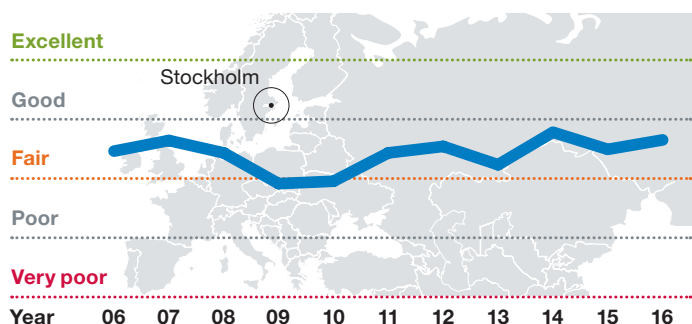 Excellent
Stockholm
Good
Fair
Poor
Very poor
Year 06 07 08 09 10 11 12 13 14 15 16